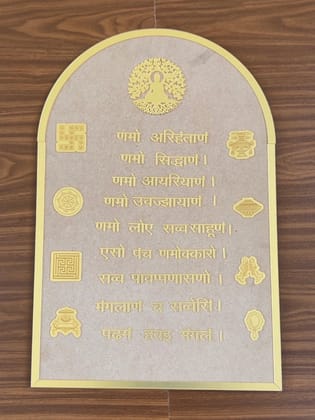 णमो अरिहंताणं
णमो सिद्धाणं ।
णमो आयरियाणं ।
णमो उवज्झायाणं ।
णमो लोए सव्वसाहूणं ।
एसो पंच णमोक्कारो ।
सव्व पावप्पणासणो ।
मंगलाणं च सव्वेसिं ।
पढमं हवइ मंगलं ।